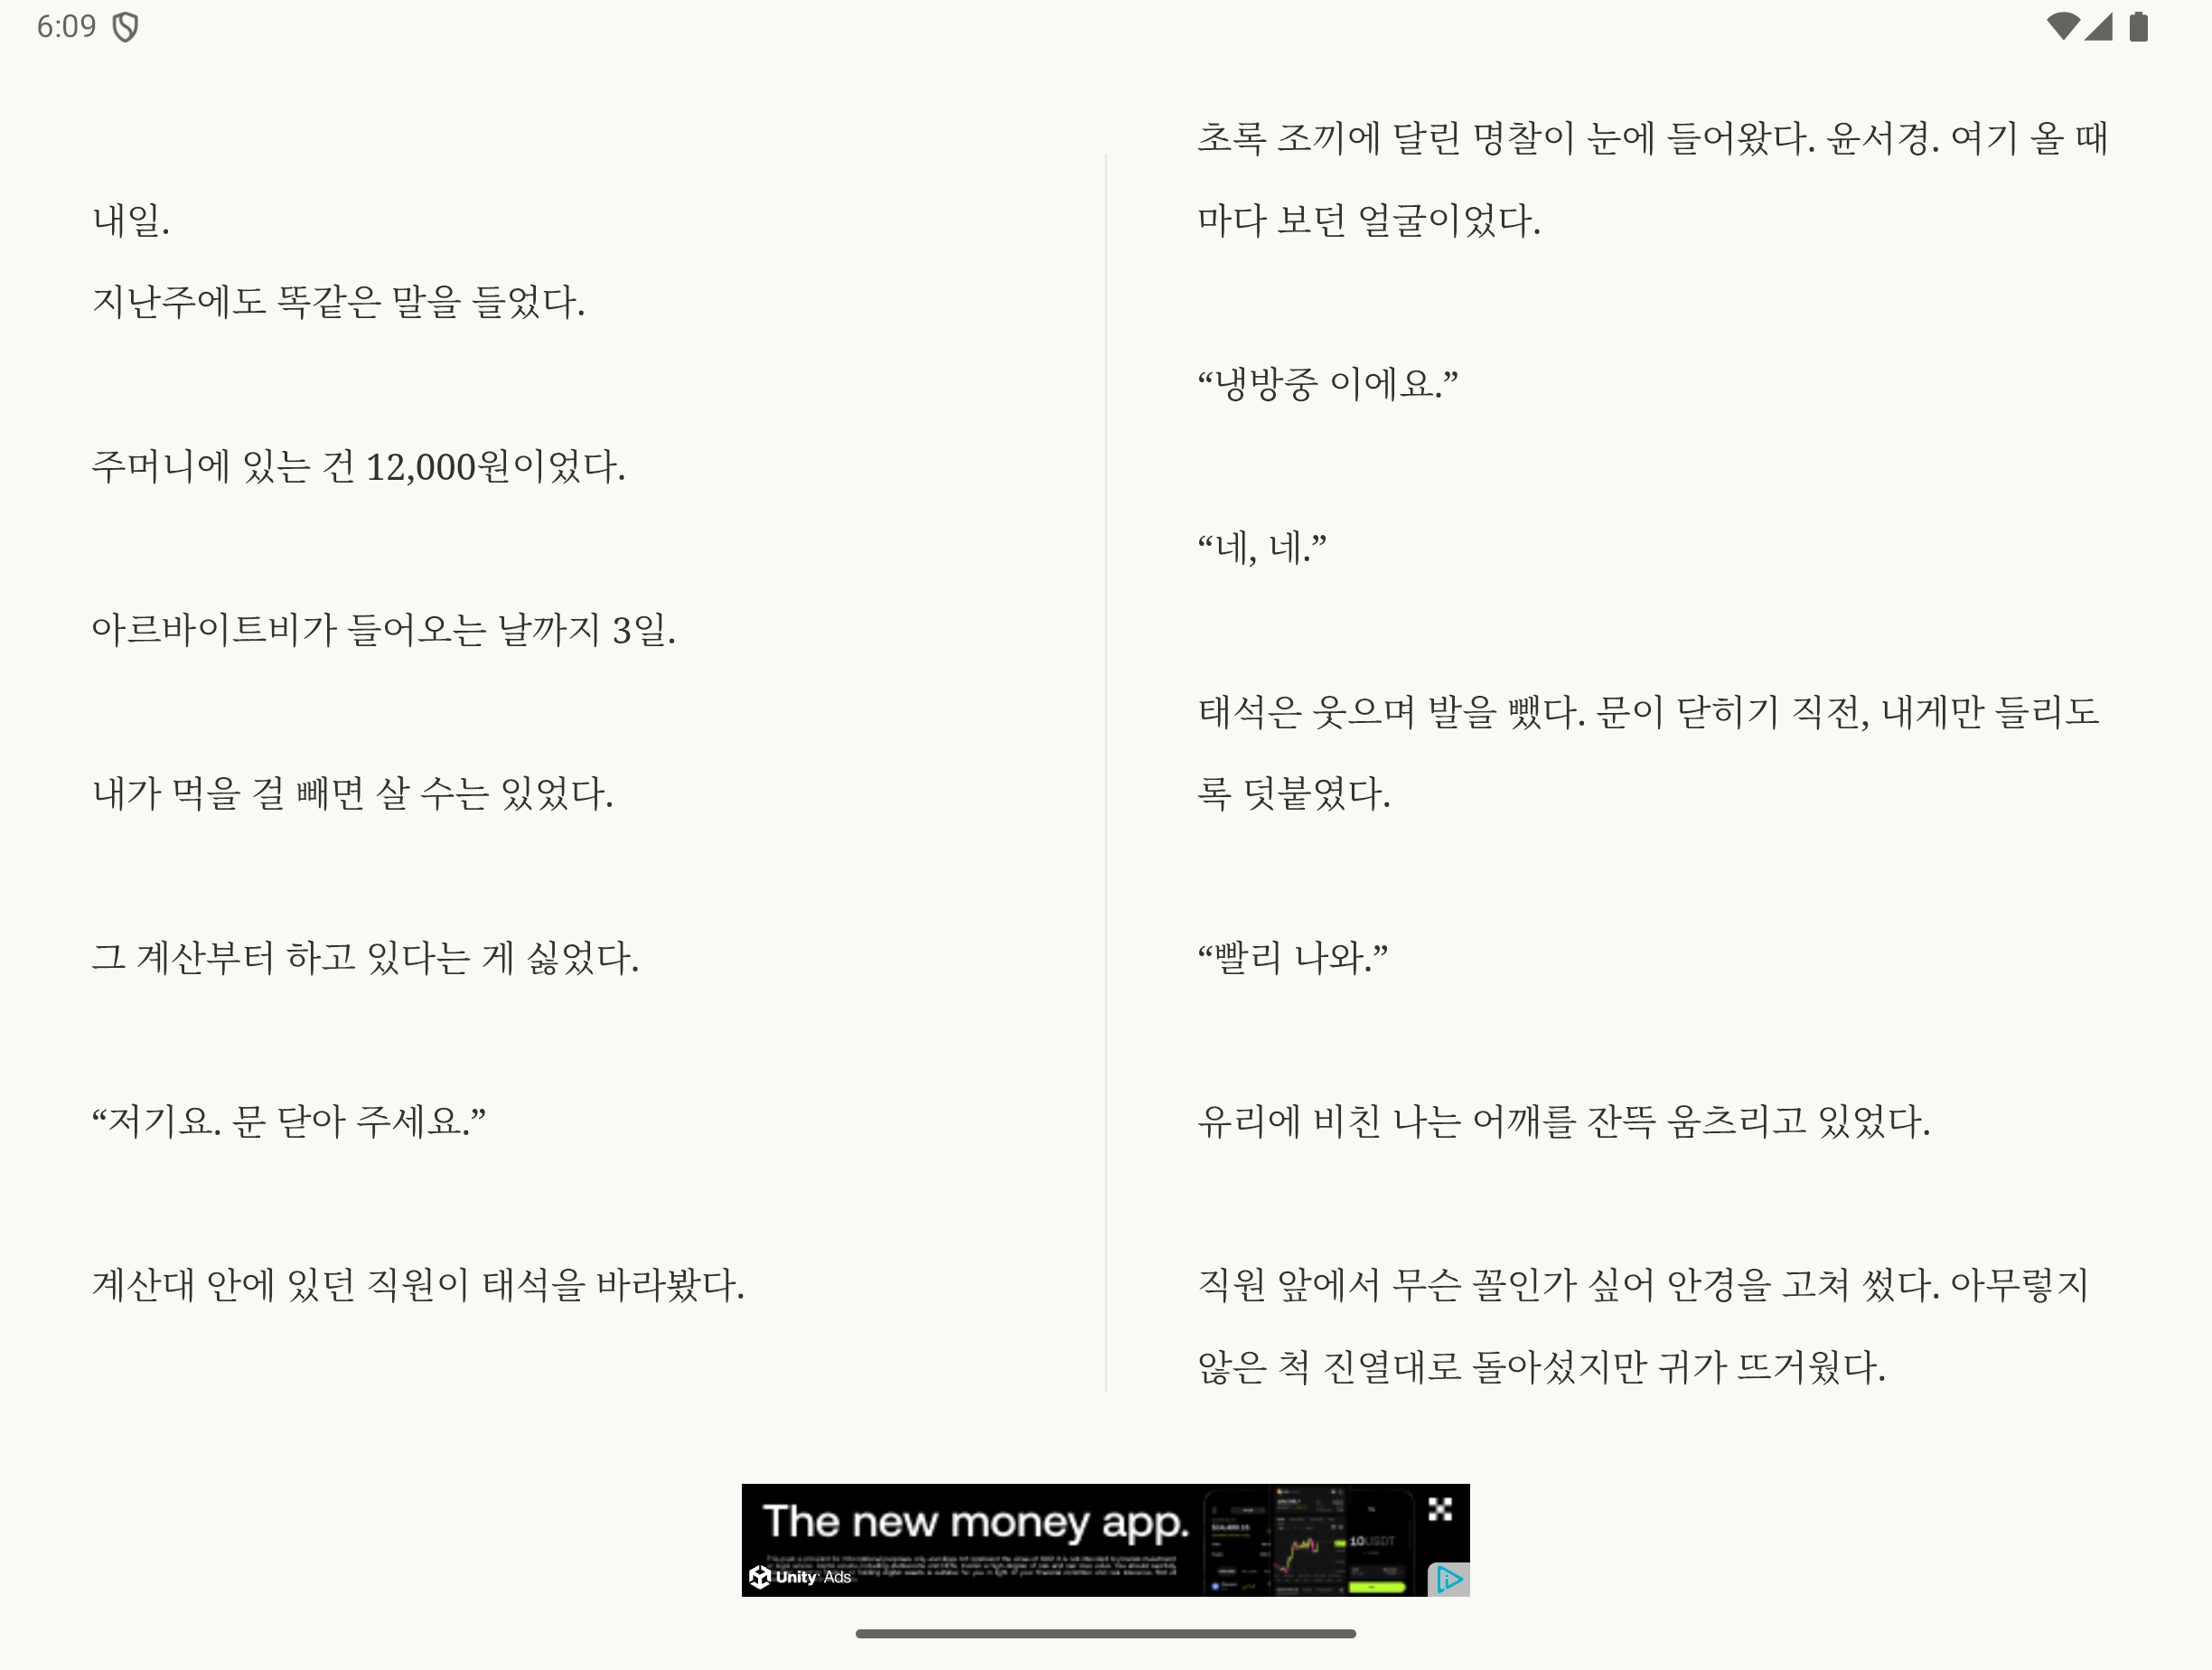 6:09
내일.
지난주에도 똑같은 말을 들었다.
주머니에 있는 건 12,000원이었다.
아르바이트비가 들어오는 날까지 3일.
내가 먹을 걸 빼면 살 수는 있었다.
그 계산부터 하고 있다는 게 싫었다.
“저기요. 문 닫아 주세요.”
계산대 안에 있던 직원이 태석을 바라봤다.
초록 조끼에 달린 명찰이 눈에 들어왔다. 윤서경. 여기 올 때
마다 보던 얼굴이었다.
“냉방중 이에요.”
“네, 네.”
태석은 웃으며 발을 뺐다. 문이 닫히기 직전, 내게만 들리도
록 덧붙였다.
“빨리 나와.”
유리에 비친 나는 어깨를 잔뜩 움츠리고 있었다.
직원 앞에서 무슨 꼴인가 싶어 안경을 고쳐 썼다. 아무렇지
않은 척 진열대로 돌아섰지만 귀가 뜨거웠다.
The new money app.
10USDT
Unity Ads